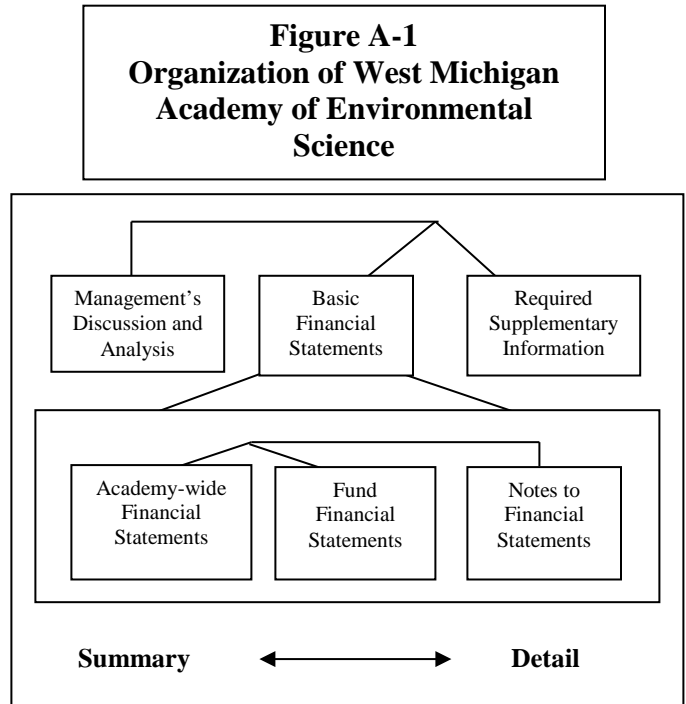 Figure A-1
Organization of West Michigan
Academy of Environmental
Science
Management's
Discussion and
Analysis
Basic
Financial
Statements
Required
Supplementary
Information
Academy-wide
Financial
Statements
Fund
Financial
Statements
Notes to
Financial
Statements
Summary
Detail